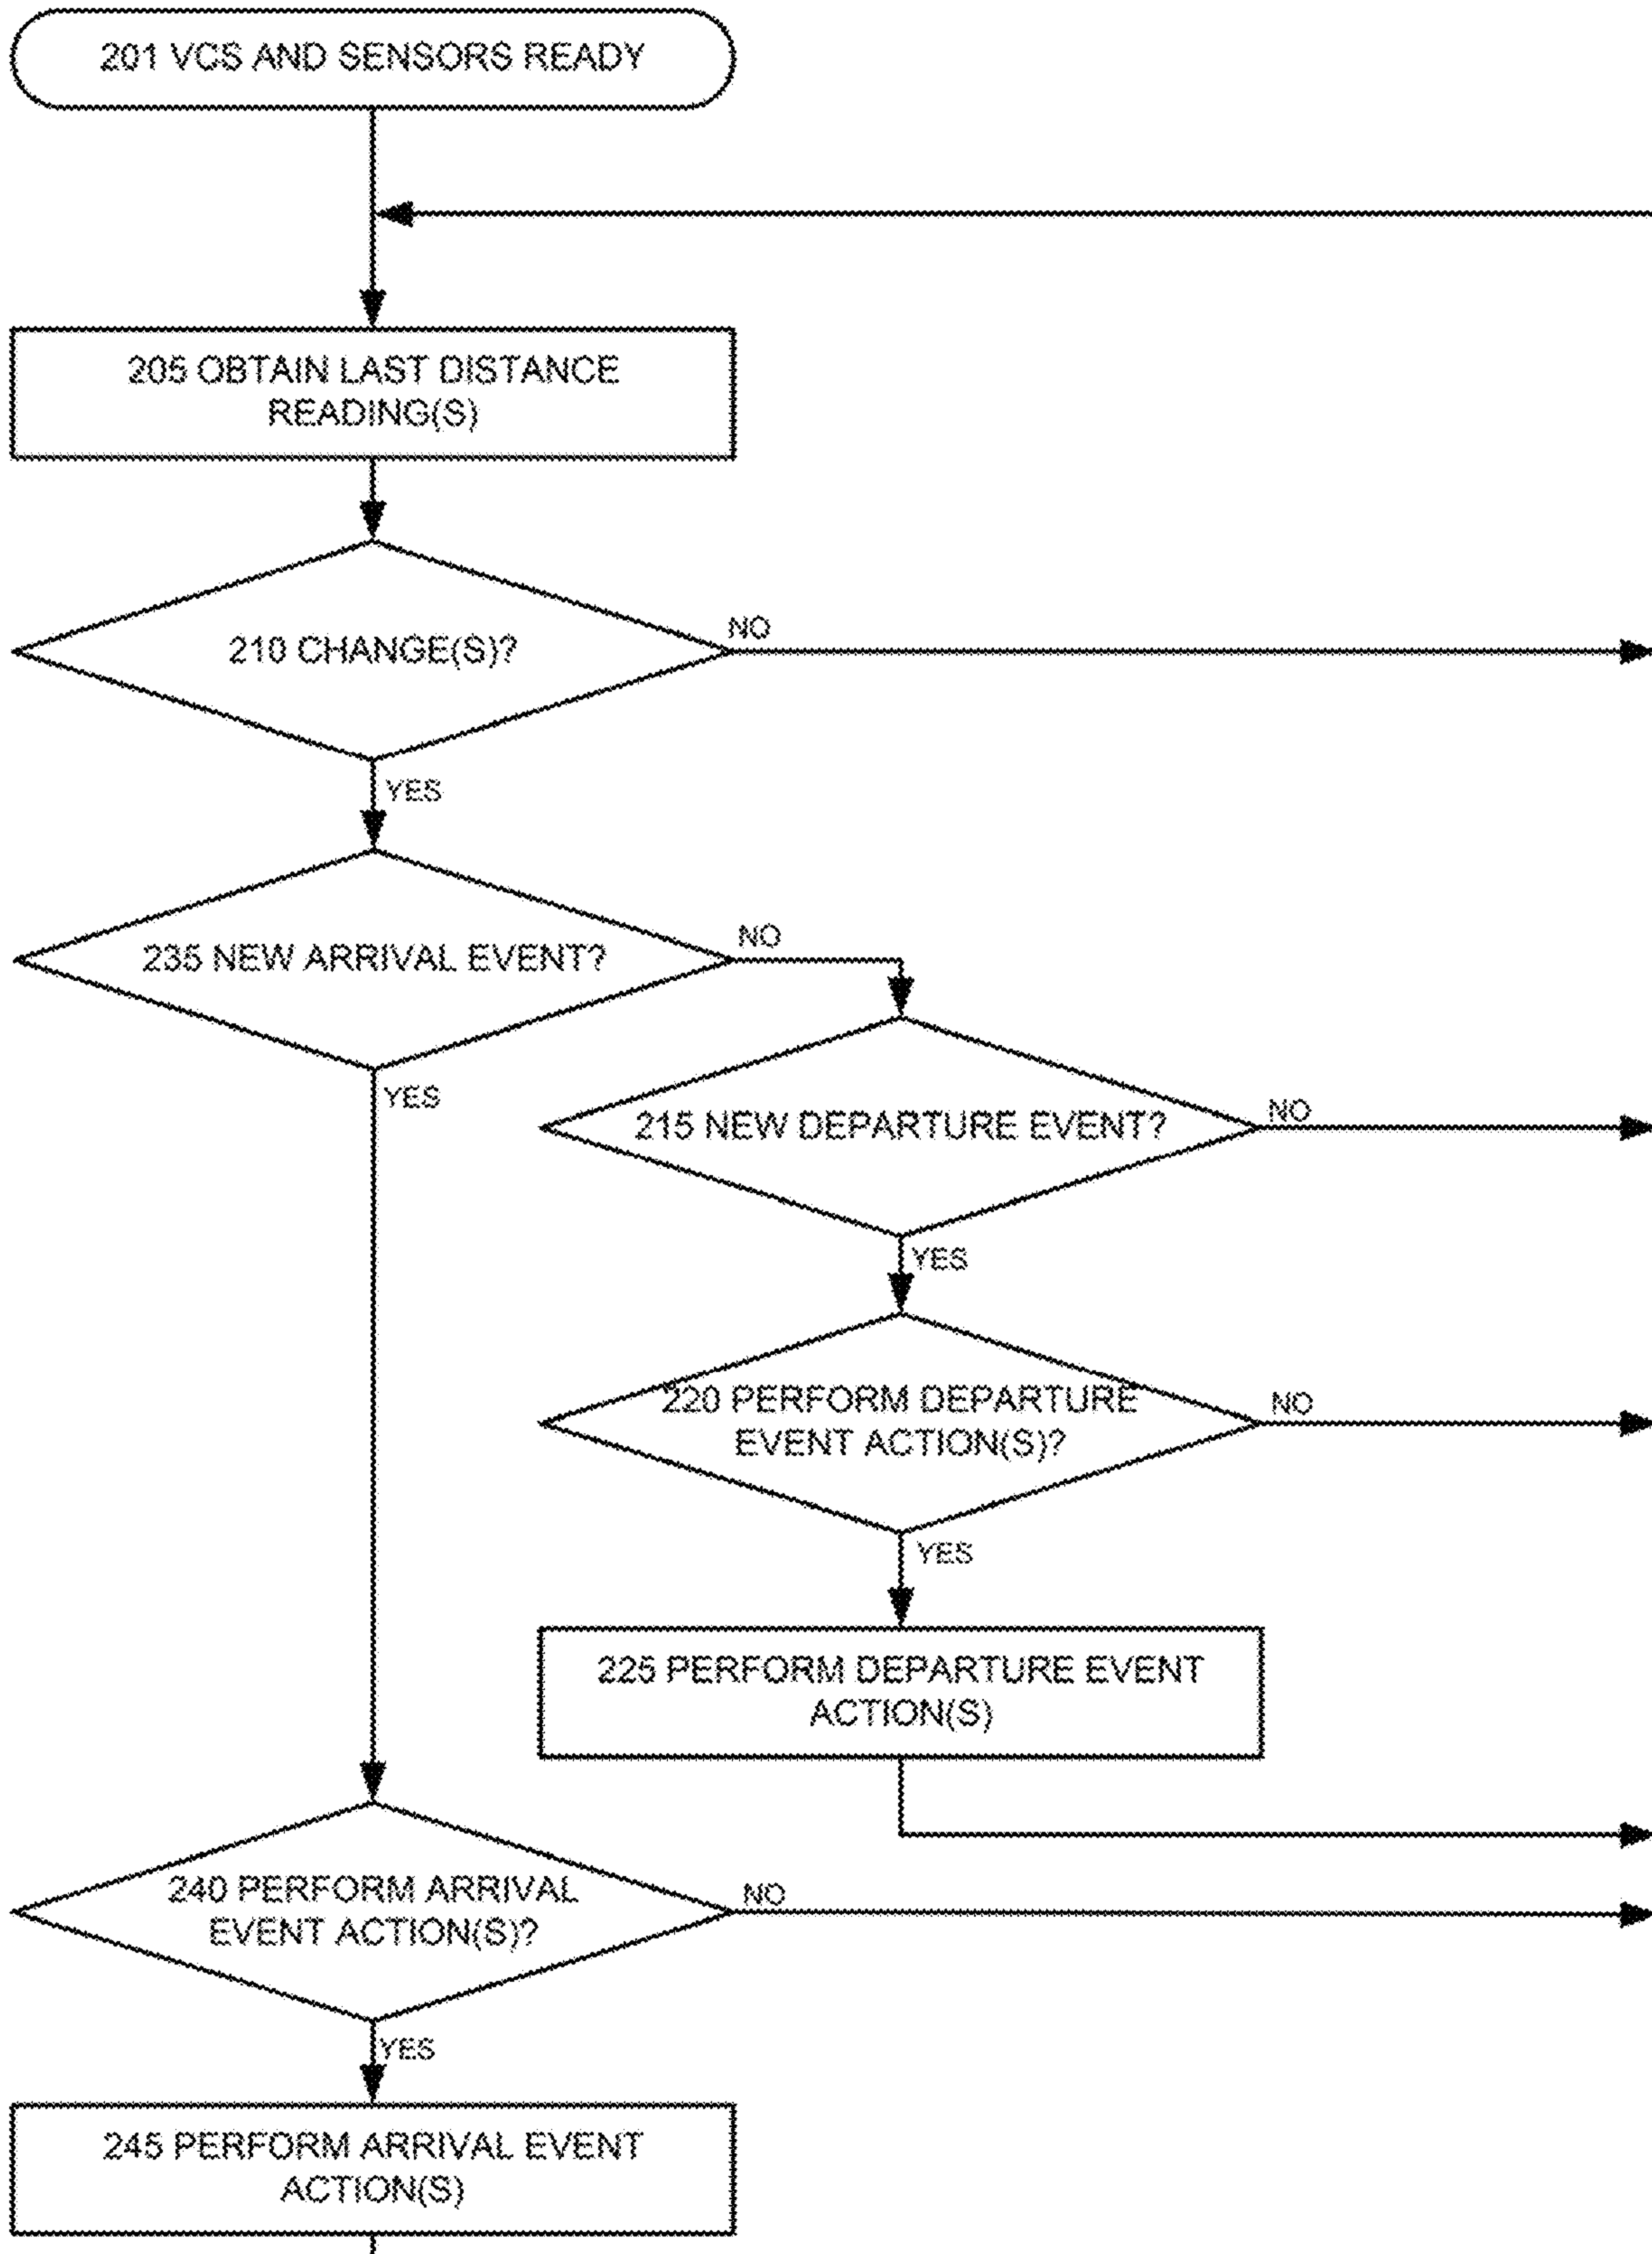 201 VCS AND SENSORS READY
205 OBTAIN LAST DISTANCE
READING(S)
210 CHANGE(S)?
NO
YES
235 NEW ARRIVAL EVENT?
NO
YES
215 NEW DEPARTURE EVENT?
NO
YES
220 PERFORM DEPARTURE
EVENT ACTION(S)?
NO
YES
225 PERFORM DEPARTURE EVENT
ACTION(S)
240 PERFORM ARRIVAL
EVENT ACTION(S)?
NO
YES
245 PERFORM ARRIVAL EVENT
ACTION(S)